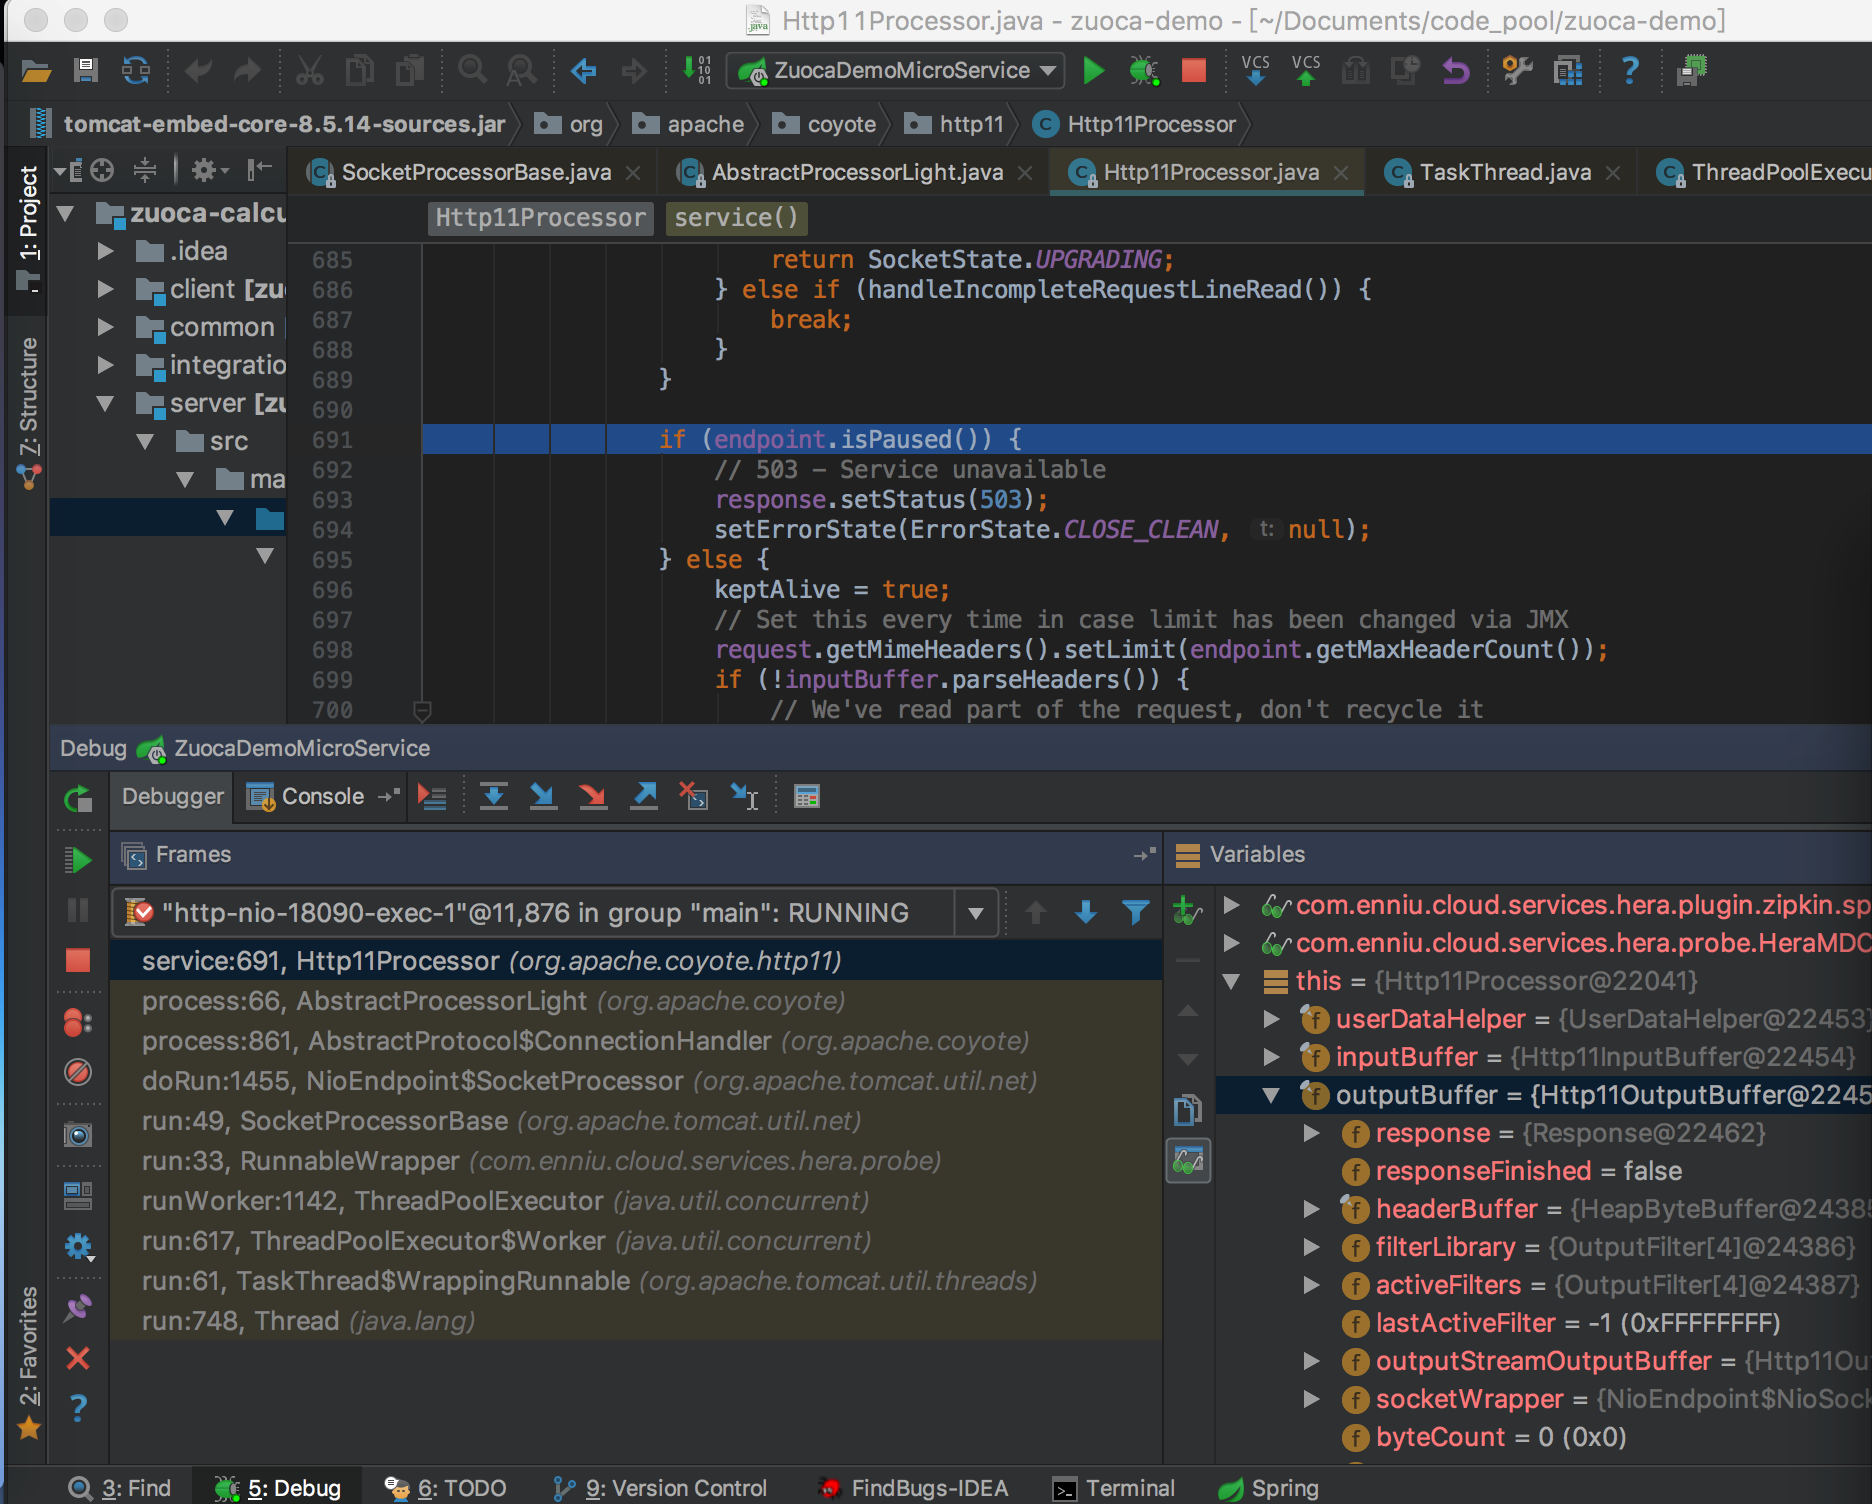 Http11Processor.java - zuoca-demo - [~/Documents/code_pool/zuoca-demo]
ZuocaDemoMicroService
VCS
VCS
tomcat-embed-core-8.5.14-sources.jar
org
apache
coyote
http11
Http11Processor
SocketProcessorBase.java
AbstractProcessorLight.java
Http11Processor.java
TaskThread.java
ThreadPoolExecu
1: Project
7: Structure
2: Favorites
zuoca-calcu
.idea
client [zu
common
integratio
server [zu
src
ma
Http11Processor
service()
685 return SocketState.UPGRADING;
686 } else if (handleIncompleteRequestLineRead()) {
687 break;
688 }
689 }
690
691 if (endpoint.isPaused()) {
692 // 503 - Service unavailable
693 response.setStatus(503);
694 setErrorState(ErrorState.CLOSE_CLEAN, t: null);
695 } else {
696 keptAlive = true;
697 // Set this every time in case limit has been changed via JMX
698 request.getMimeHeaders().setLimit(endpoint.getMaxHeaderCount());
699 if (!inputBuffer.parseHeaders()) {
700 // We've read part of the request, don't recycle it
Debug ZuocaDemoMicroService
Debugger
Console
Frames
"http-nio-18090-exec-1"@11,876 in group "main": RUNNING
service:691, Http11Processor (org.apache.coyote.http11)
process:66, AbstractProcessorLight (org.apache.coyote)
process:861, AbstractProtocol$ConnectionHandler (org.apache.coyote)
doRun:1455, NioEndpoint$SocketProcessor (org.apache.tomcat.util.net)
run:49, SocketProcessorBase (org.apache.tomcat.util.net)
run:33, RunnableWrapper (com.enniu.cloud.services.hera.probe)
runWorker:1142, ThreadPoolExecutor (java.util.concurrent)
run:617, ThreadPoolExecutor$Worker (java.util.concurrent)
run:61, TaskThread$WrappingRunnable (org.apache.tomcat.util.threads)
run:748, Thread (java.lang)
Variables
com.enniu.cloud.services.hera.plugin.zipkin.sp
com.enniu.cloud.services.hera.probe.HeraMDC
this = {Http11Processor@22041}
userDataHelper = {UserDataHelper@22453}
inputBuffer = {Http11InputBuffer@22454}
outputBuffer = {Http11OutputBuffer@2245
response = {Response@22462}
responseFinished = false
headerBuffer = {HeapByteBuffer@24385
filterLibrary = {OutputFilter[4]@24386}
activeFilters = {OutputFilter[4]@24387}
lastActiveFilter = -1 (0xFFFFFFFF)
outputStreamOutputBuffer = {Http11Ou
socketWrapper = {NioEndpoint$NioSock
byteCount = 0 (0x0)
3: Find
5: Debug
6: TODO
9: Version Control
FindBugs-IDEA
Terminal
Spring